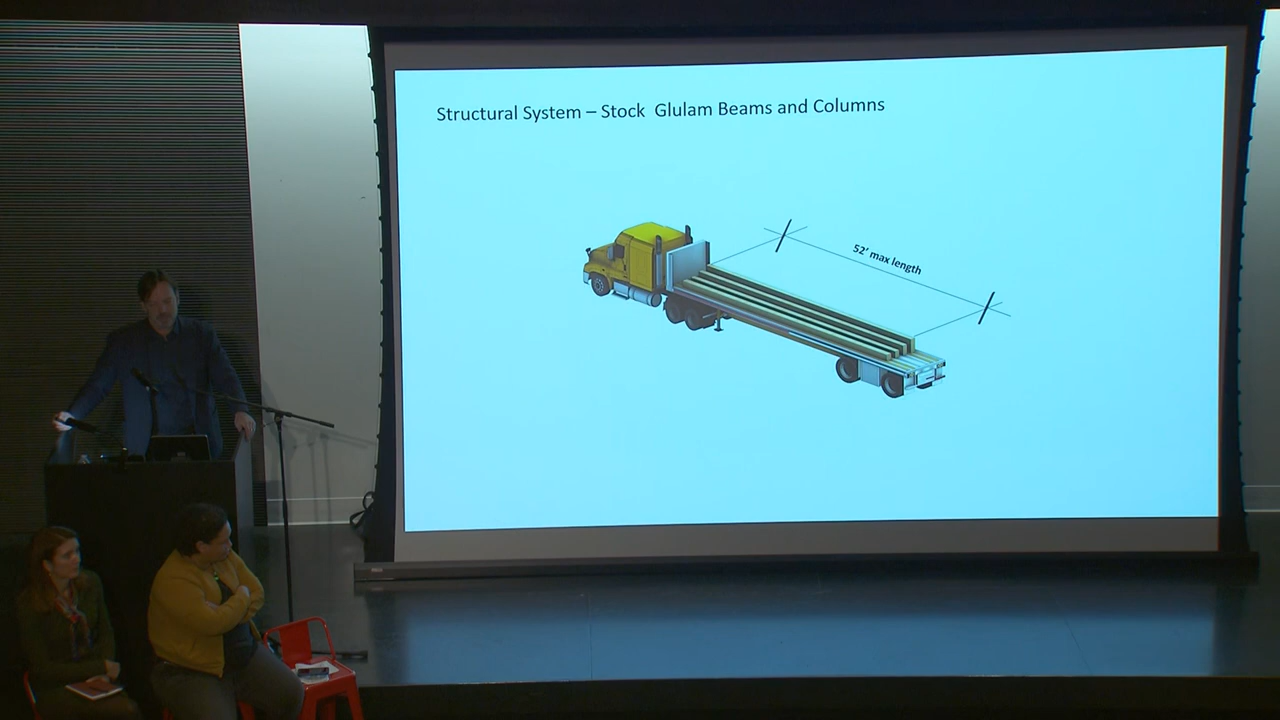 Structural System – Stock  Glulam Beams and Columns
52' max length